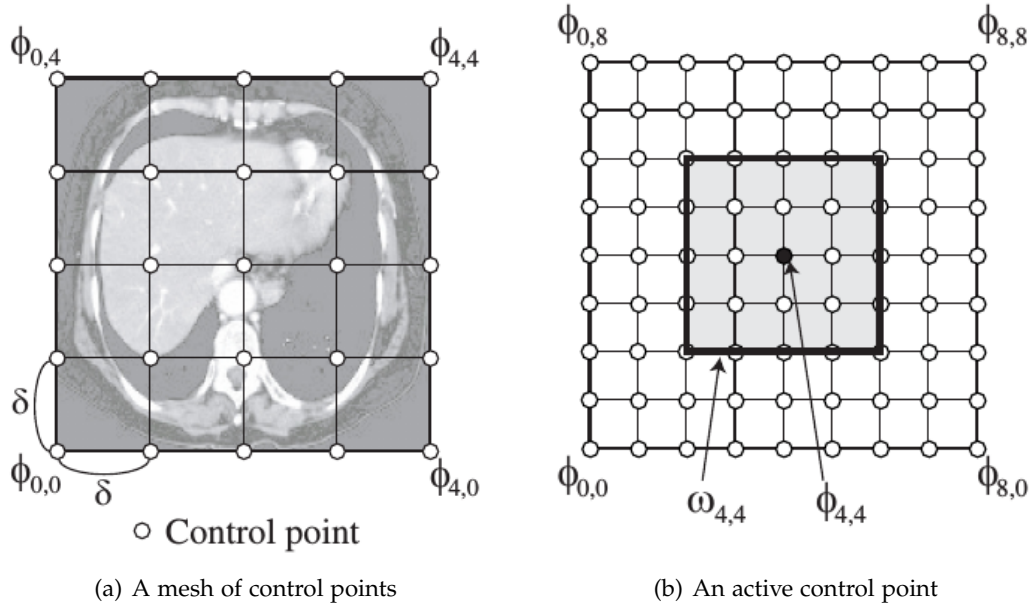 ϕ0,4 ϕ4,4
δ
ϕ0,0 ϕ4,0
δ
Control point
(a) A mesh of control points
ϕ0,8 ϕ8,8
ϕ0,0 ϕ8,0
ω4,4 ϕ4,4
(b) An active control point